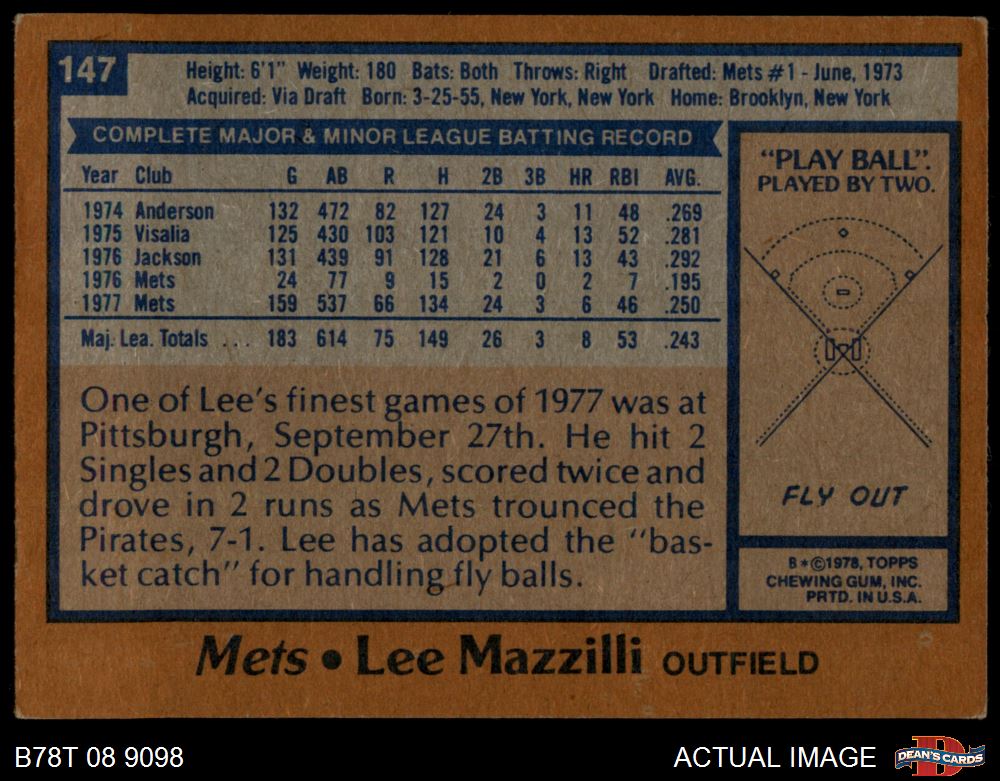 147
Height: 6'1" Weight: 180 Bats: Both Throws: Right Drafted: Mets #1 - June, 1973
Acquired: Via Draft Born: 3-25-55, New York, New York Home: Brooklyn, New York
COMPLETE MAJOR & MINOR LEAGUE BATTING RECORD
Year Club G AB R H 2B 3B HR RBI AVG.
1974 Anderson 132 472 82 127 24 3 11 48 .269
1975 Visalia 125 430 103 121 10 4 13 52 .281
1976 Jackson 131 439 91 128 21 6 13 43 .292
1976 Mets 24 77 9 15 2 0 2 7 .195
1977 Mets 159 537 66 134 24 3 6 46 .250
Maj. Lea. Totals ... 183 614 75 149 26 3 8 53 .243
One of Lee's finest games of 1977 was at
Pittsburgh, September 27th. He hit 2
Singles and 2 Doubles, scored twice and
drove in 2 runs as Mets trounced the
Pirates, 7-1. Lee has adopted the "bas-
ket catch" for handling fly balls.
"PLAY BALL".
PLAYED BY TWO.
FLY OUT
B*©1978, TOPPS
CHEWING GUM, INC.
PRTD. IN U.S.A.
Mets • Lee Mazzilli OUTFIELD
B78T 08 9098
ACTUAL IMAGE
DEAN'S CARDS